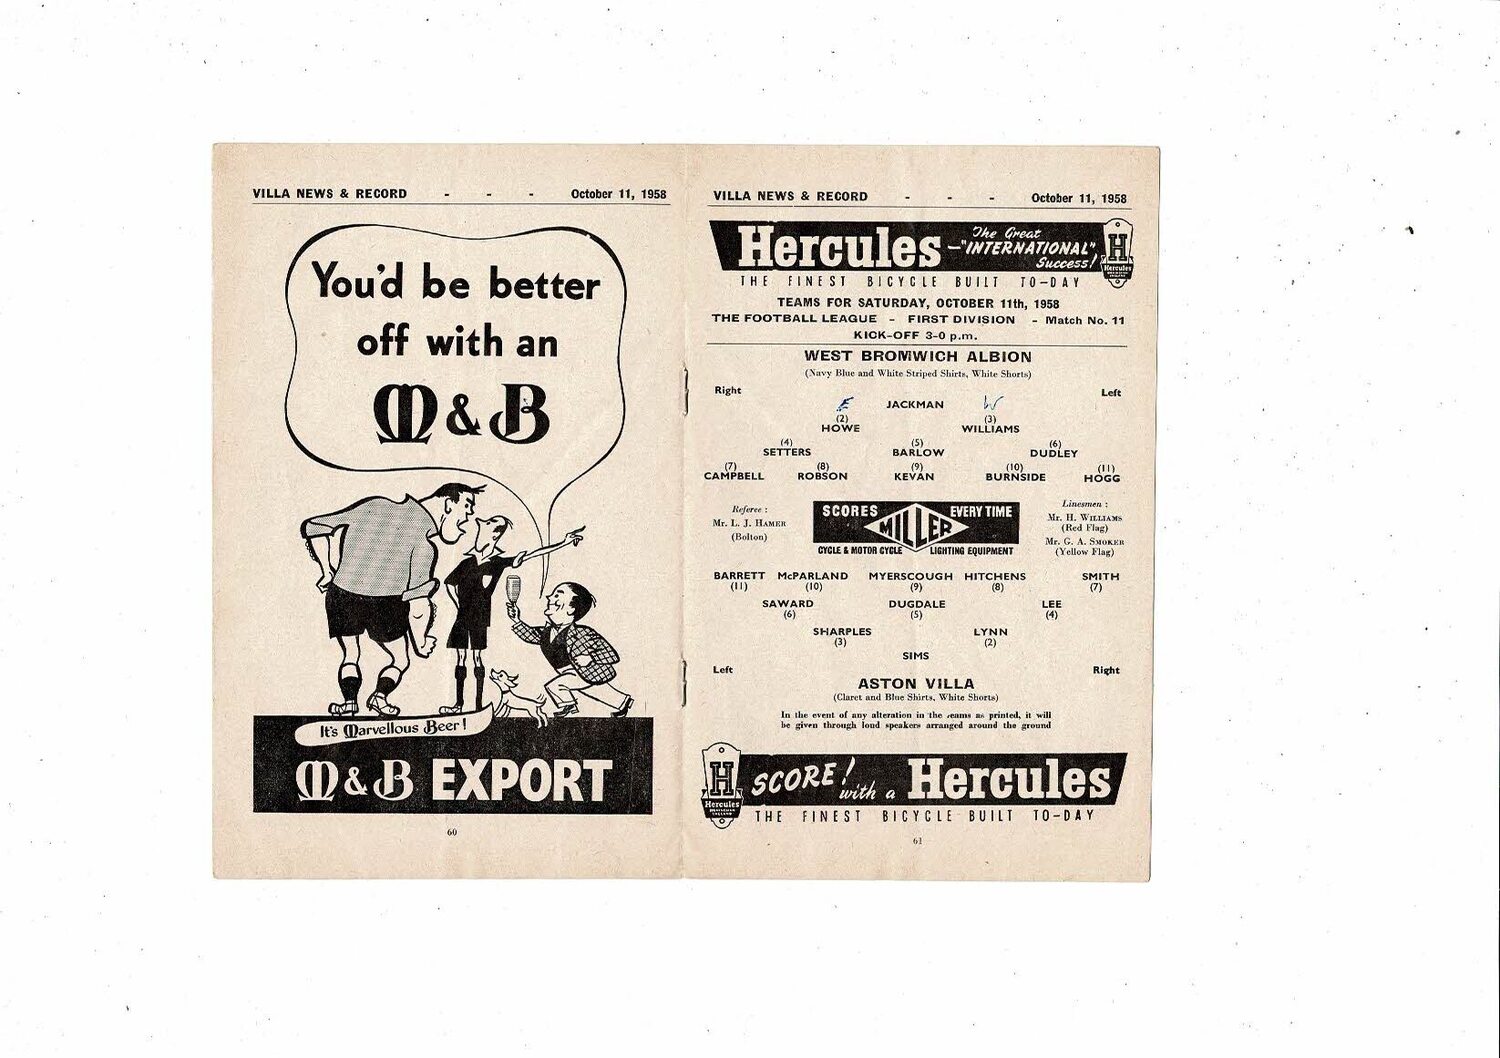 VILLA NEWS & RECORD - - - October 11, 1958
You'd be better
off with an
M & B
It's Marvellous Beer!
M & B EXPORT
60
VILLA NEWS & RECORD - - - October 11, 1958
Hercules
The Great
-"INTERNATIONAL"
Success!
H
Hercules
THE FINEST BICYCLE BUILT TO-DAY
TEAMS FOR SATURDAY, OCTOBER 11th, 1958
THE FOOTBALL LEAGUE - FIRST DIVISION - Match No. 11
KICK-OFF 3-0 p.m.
WEST BROMWICH ALBION
(Navy Blue and White Striped Shirts, White Shorts)
Right Left
E JACKMAN W
(2) (3)
HOWE WILLIAMS
(4) (5) (6)
SETTERS BARLOW DUDLEY
(7) (8) (9) (10) (11)
CAMPBELL ROBSON KEVAN BURNSIDE HOGG
Referee :
Mr. L. J. HAMER
(Bolton)
SCORES EVERY TIME
MILLER
CYCLE & MOTOR CYCLE LIGHTING EQUIPMENT
Linesmen :
Mr. H. WILLIAMS
(Red Flag)
Mr. G. A. SMOKER
(Yellow Flag)
BARRETT McPARLAND MYERSCOUGH HITCHENS SMITH
(11) (10) (9) (8) (7)
SAWARD DUGDALE LEE
(6) (5) (4)
SHARPLES LYNN
(3) (2)
SIMS
Left Right
ASTON VILLA
(Claret and Blue Shirts, White Shorts)
In the event of any alteration in the teams as printed, it will
be given through loud speakers arranged around the ground
H
Hercules
SCORE!
with a Hercules
THE FINEST BICYCLE BUILT TO-DAY
61